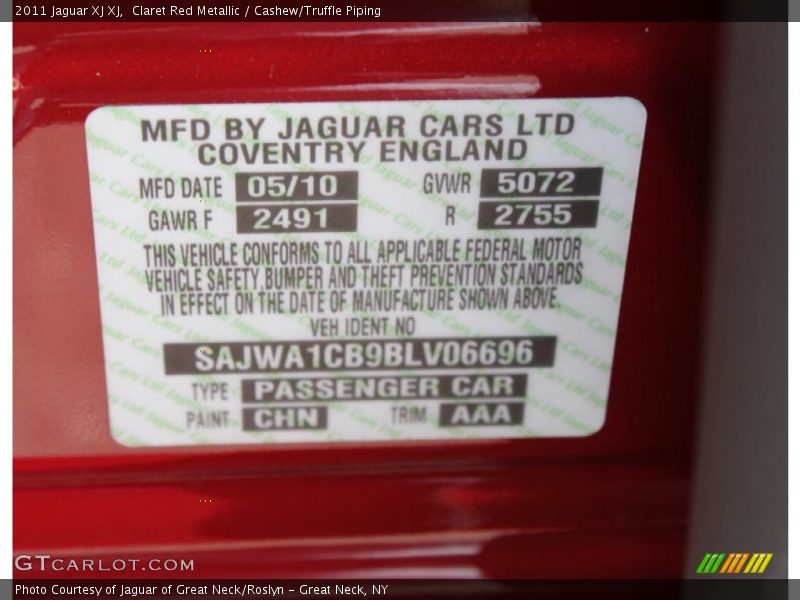 2011 Jaguar XJ XJ,  Claret Red Metallic / Cashew/Truffle Piping
MFD BY JAGUAR CARS LTD
COVENTRY ENGLAND
MFD DATE 05/10 GVWR 5072
GAWR F 2491 R 2755
THIS VEHICLE CONFORMS TO ALL APPLICABLE FEDERAL MOTOR
VEHICLE SAFETY,BUMPER AND THEFT PREVENTION STANDARDS
IN EFFECT ON THE DATE OF MANUFACTURE SHOWN ABOVE.
VEH IDENT NO
SAJWA1CB9BLV06696
TYPE PASSENGER CAR
PAINT CHN TRIM AAA
GTCARLOT.COM
Photo Courtesy of Jaguar of Great Neck/Roslyn - Great Neck, NY